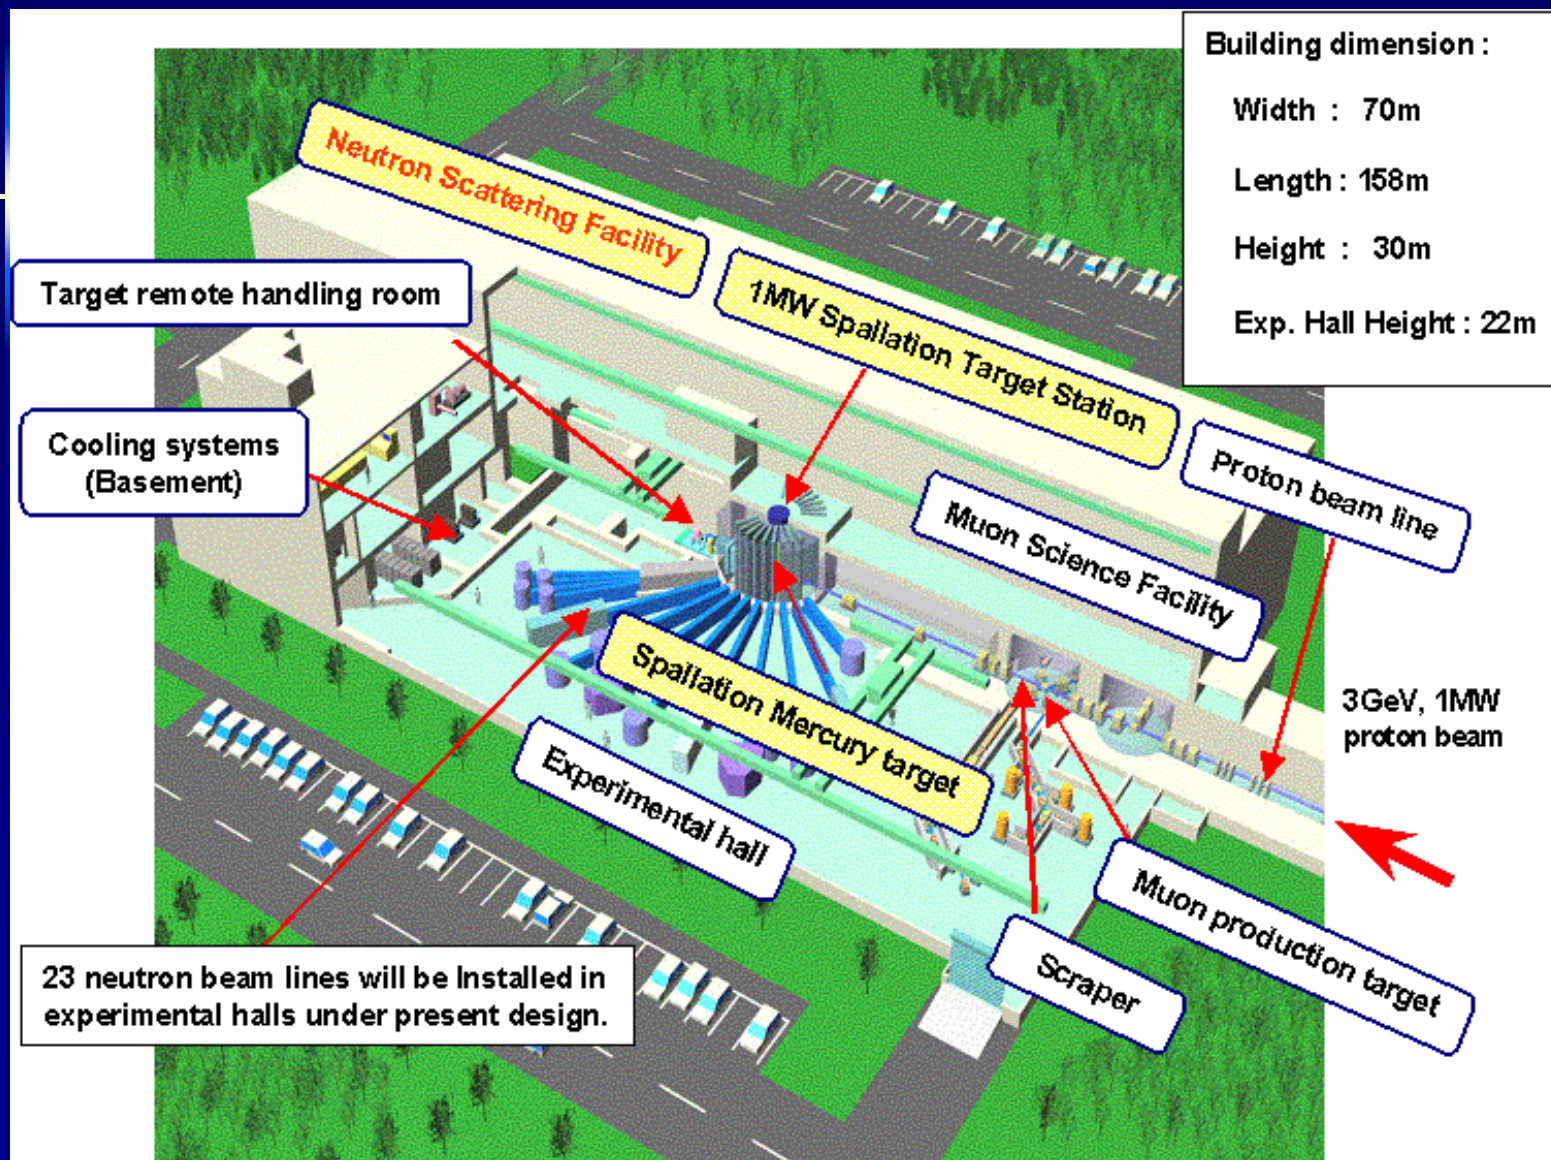 Building dimension :
Width : 70m
Length : 158m
Height : 30m
Exp. Hall Height : 22m
Neutron Scattering Facility
Target remote handling room
1MW Spallation Target Station
Cooling systems
(Basement)
Proton beam line
Muon Science Facility
Spallation Mercury target
3GeV, 1MW
proton beam
Experimental hall
Muon production target
Scraper
23 neutron beam lines will be Installed in
experimental halls under present design.